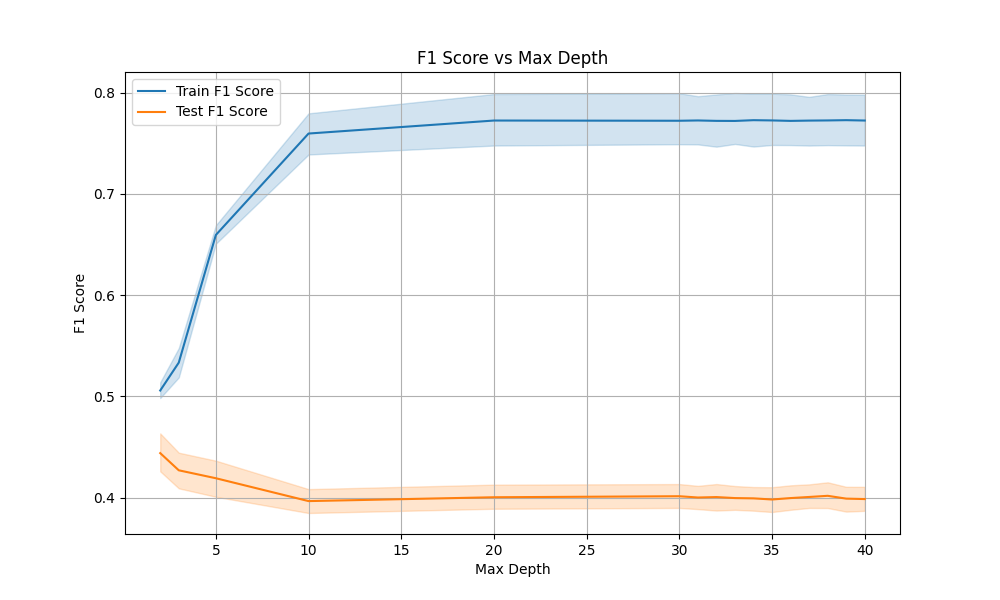 F1 Score vs Max Depth
Train F1 Score
Test F1 Score
F1 Score
0.8
0.7
0.6
0.5
0.4
5 10 15 20 25 30 35 40
Max Depth